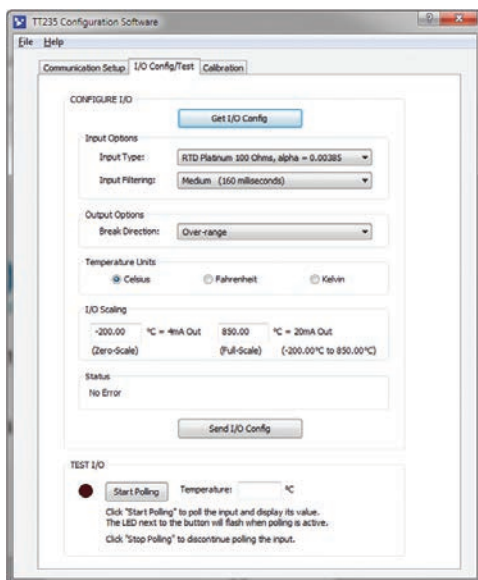 TT235 Configuration Software
File Help
Communication Setup I/O Config/Test Calibration
CONFIGURE I/O
Get I/O Config
Input Options
Input Type: RTD Platinum 100 Ohms, alpha = 0.00385
Input Filtering: Medium (160 miliseconds)
Output Options
Break Direction: Over-range
Temperature Units
Celsius Fahrenheit Kelvin
I/O Scaling
-200.00 °C = 4mA Out 850.00 °C = 20mA Out
(Zero-Scale) (Full-Scale) (-200.00°C to 850.00°C)
Status
No Error
Send I/O Config
TEST I/O
Start Polling Temperature: °C
Click "Start Polling" to poll the input and display its value.
The LED next to the button will flash when polling is active.
Click "Stop Polling" to discontinue polling the input.